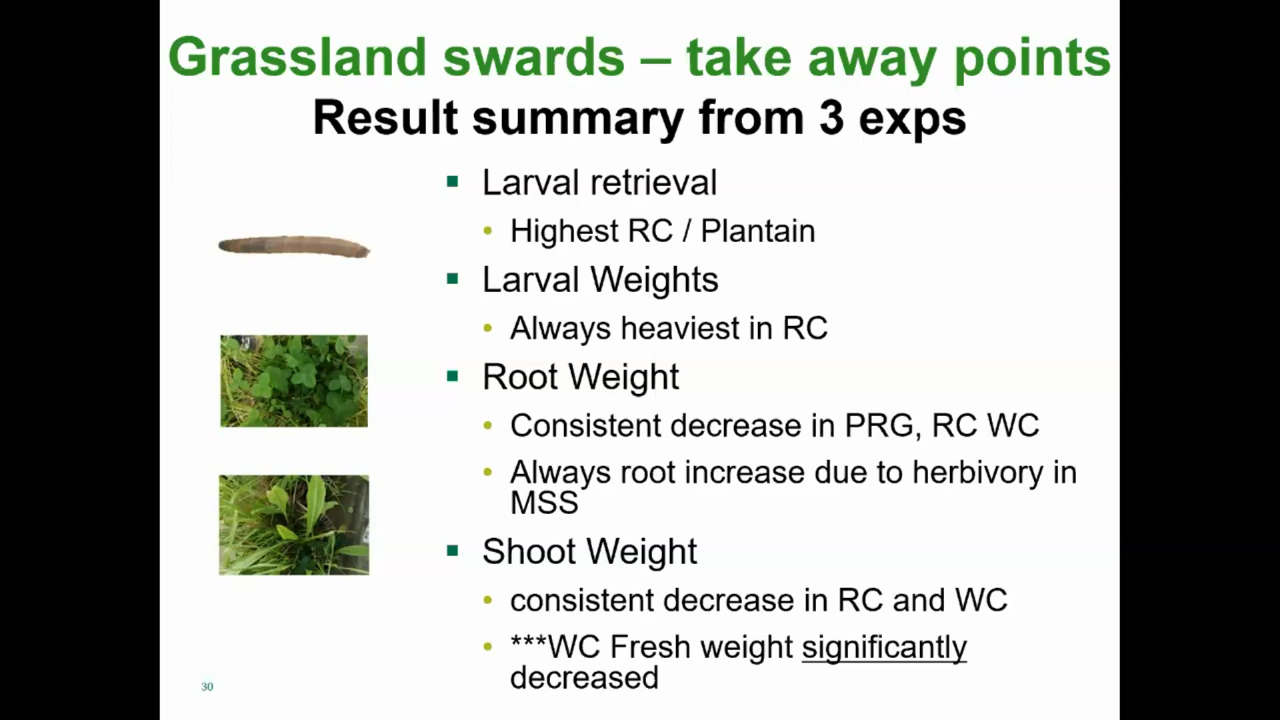 Grassland swards – take away points
Result summary from 3 exps
▪ Larval retrieval
• Highest RC / Plantain
▪ Larval Weights
• Always heaviest in RC
▪ Root Weight
• Consistent decrease in PRG, RC WC
• Always root increase due to herbivory in
MSS
▪ Shoot Weight
• consistent decrease in RC and WC
• ***WC Fresh weight significantly
decreased
30